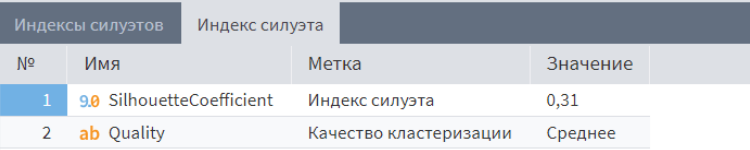 Индексы силуэтов Индекс силуэта
№ Имя Метка Значение
1 9.0 SilhouetteCoefficient Индекс силуэта 0,31
2 ab Quality Качество кластеризации Среднее